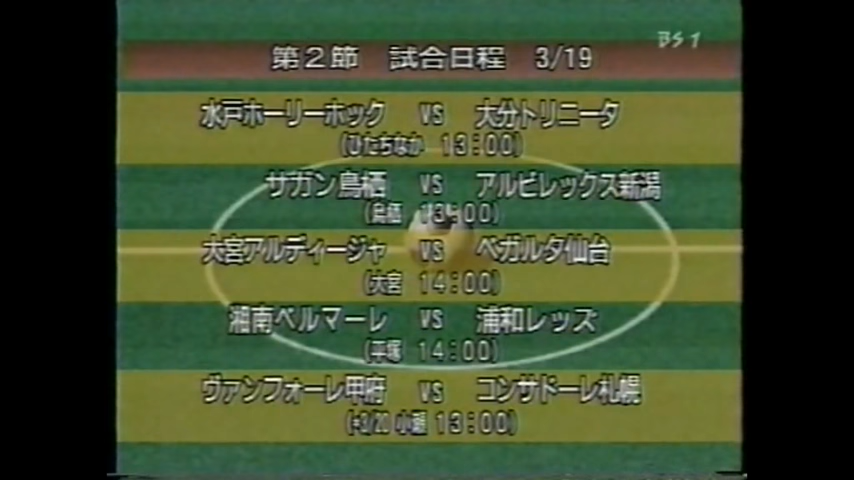 BS1
第2節 試合日程 3/19
水戸ホーリーホック VS 大分トリニータ
(ひたちなか 13:00)
サガン鳥栖 VS アルビレックス新潟
(鳥栖 13:00)
大宮アルディージャ VS ベガルタ仙台
(大宮 14:00)
湘南ベルマーレ VS 浦和レッズ
(平塚 14:00)
ヴァンフォーレ甲府 VS コンサドーレ札幌
(*3/20 小瀬 13:00)